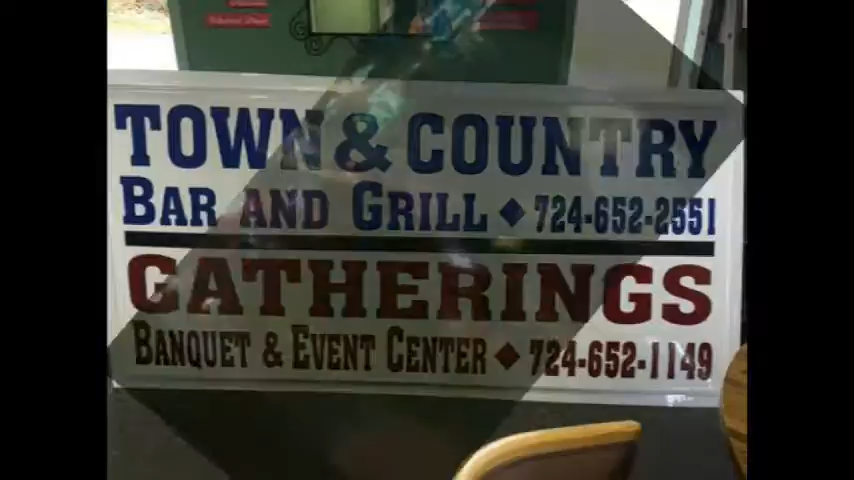 TOWN & COUNTRY
BAR AND GRILL ◆ 724-652-2551
GATHERINGS
BANQUET & EVENT CENTER ◆ 724-652-1149